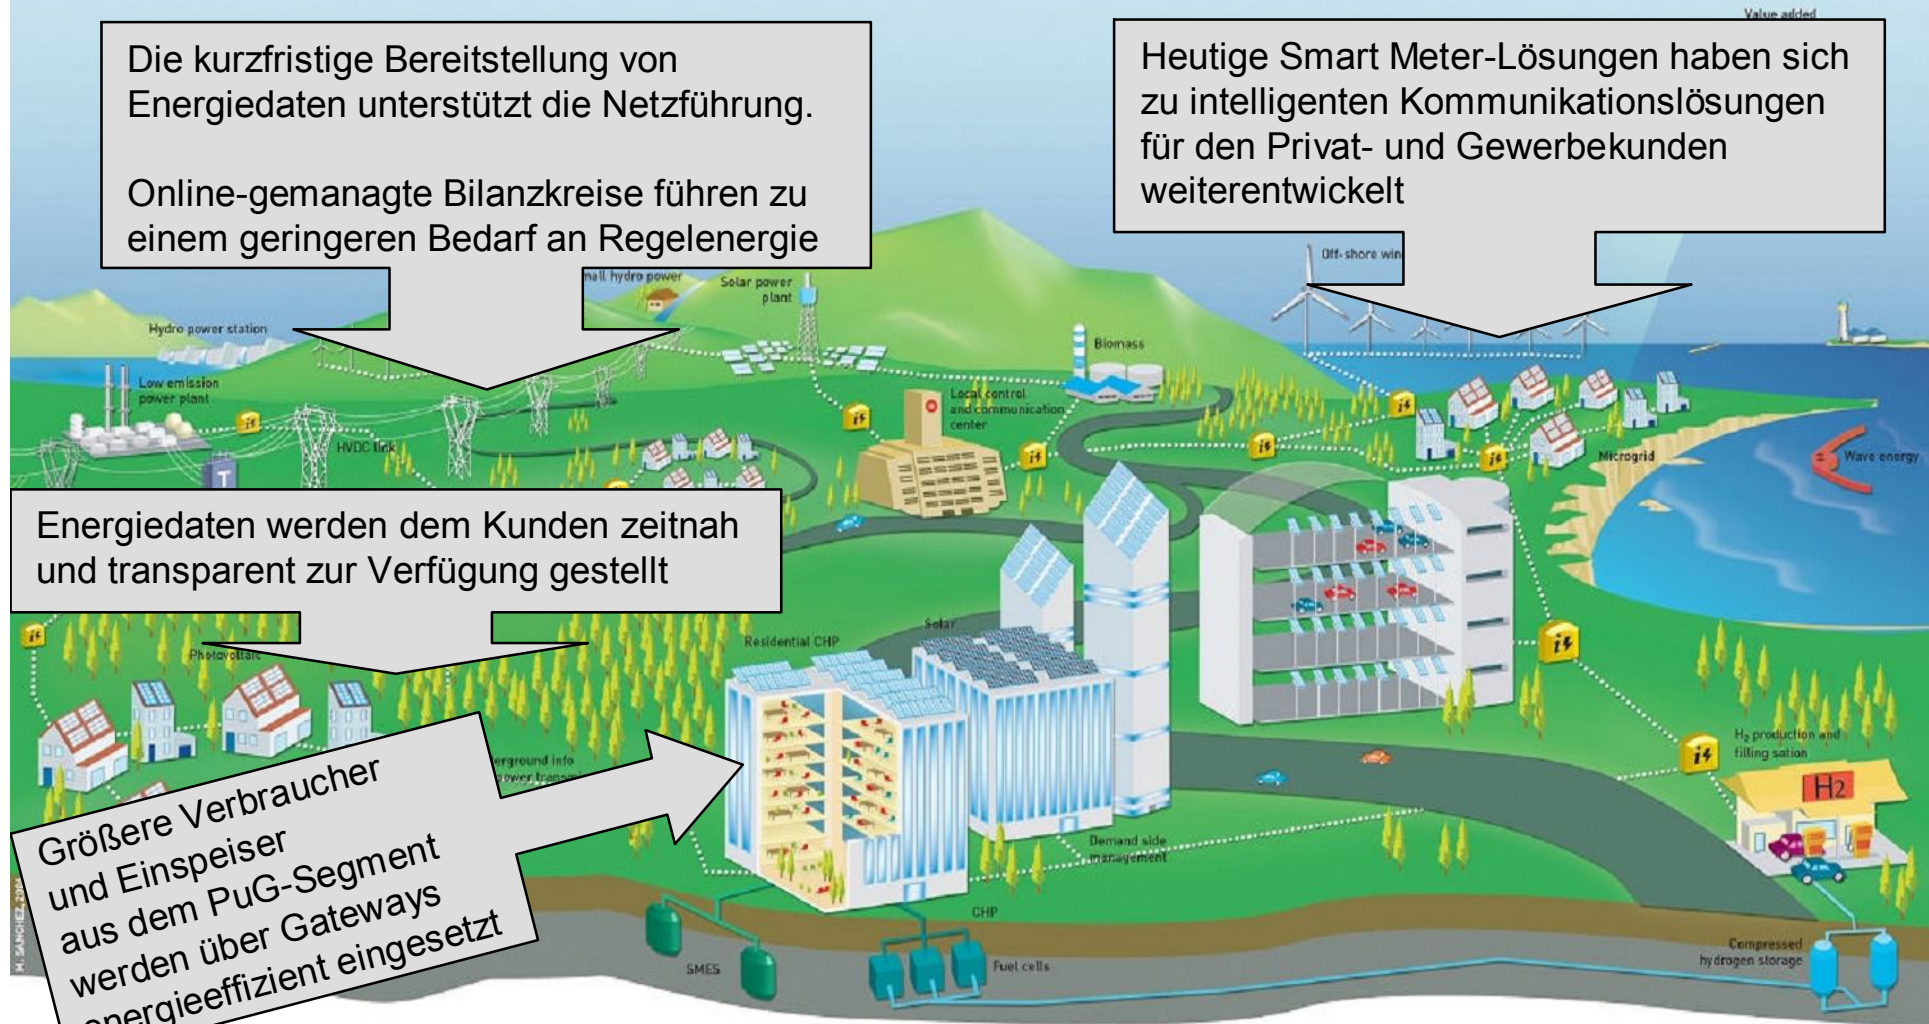 Value added
Die kurzfristige Bereitstellung von
Energiedaten unterstützt die Netzführung.
Online-gemanagte Bilanzkreise führen zu
einem geringeren Bedarf an Regelenergie
Heutige Smart Meter-Lösungen haben sich
zu intelligenten Kommunikationslösungen
für den Privat- und Gewerbekunden
weiterentwickelt
hydro power
Solar power
plant
Off-shore
Hydro power station
Biomass
Low emission
power plant
Local control
and communication
center
HVDC link
T
Microgrid
Wave energy
Energiedaten werden dem Kunden zeitnah
und transparent zur Verfügung gestellt
Photovoltaic
Residential CHP
Solar
info
power
H2 production and
filling sation
H2
Größere Verbraucher
und Einspeiser
aus dem PuG-Segment
werden über Gateways
energieeffizient eingesetzt
Demand side
management
CHP
SMES
Fuel cells
Compressed
hydrogen storage
M. SANCHEZ